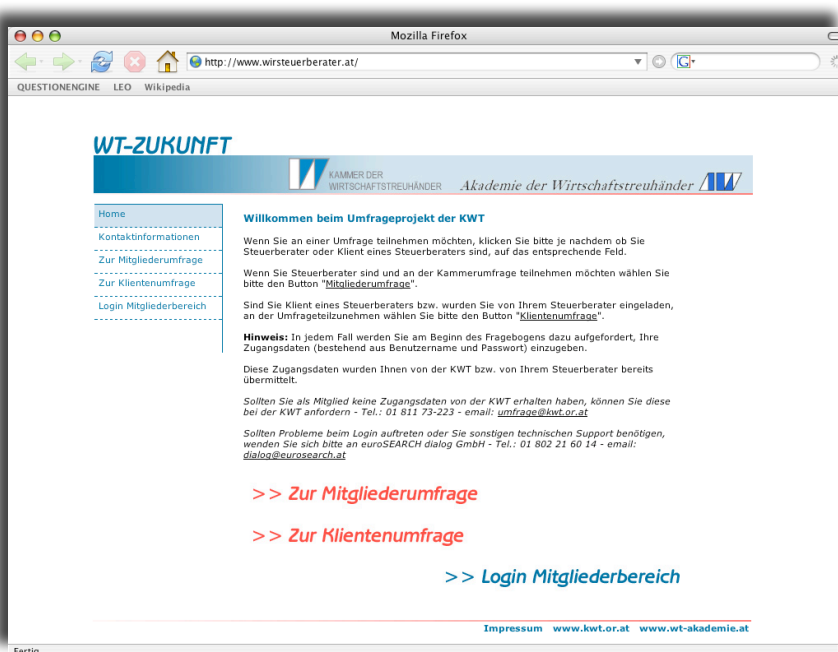 Mozilla Firefox
http://www.wirsteuerberater.at/
G
QUESTIONENGINE LEO Wikipedia
WT-ZUKUNFT
KAMMER DER
WIRTSCHAFTSTREUHÄNDER
Akademie der Wirtschaftstreuhänder
Home
Kontaktinformationen
Zur Mitgliederumfrage
Zur Klientenumfrage
Login Mitgliederbereich
Willkommen beim Umfrageprojekt der KWT
Wenn Sie an einer Umfrage teilnehmen möchten, klicken Sie bitte je nachdem ob Sie
Steuerberater oder Klient eines Steuerberaters sind, auf das entsprechende Feld.
Wenn Sie Steuerberater sind und an der Kammerumfrage teilnehmen möchten wählen Sie
bitte den Button "Mitgliederumfrage".
Sind Sie Klient eines Steuerberaters bzw. wurden Sie von Ihrem Steuerberater eingeladen,
an der Umfrageteilzunehmen wählen Sie bitte den Button "Klientenumfrage".
Hinweis: In jedem Fall werden Sie am Beginn des Fragebogens dazu aufgefordert, Ihre
Zugangsdaten (bestehend aus Benutzername und Passwort) einzugeben.
Diese Zugangsdaten wurden Ihnen von der KWT bzw. von Ihrem Steuerberater bereits
übermittelt.
Sollten Sie als Mitglied keine Zugangsdaten von der KWT erhalten haben, können Sie diese
bei der KWT anfordern - Tel.: 01 811 73-223 - email: umfrage@kwt.or.at
Sollten Probleme beim Login auftreten oder Sie sonstigen technischen Support benötigen,
wenden Sie sich bitte an euroSEARCH dialog GmbH - Tel.: 01 802 21 60 14 - email:
dialog@eurosearch.at
>> Zur Mitgliederumfrage
>> Zur Klientenumfrage
>> Login Mitgliederbereich
Impressum www.kwt.or.at www.wt-akademie.at
Fertig